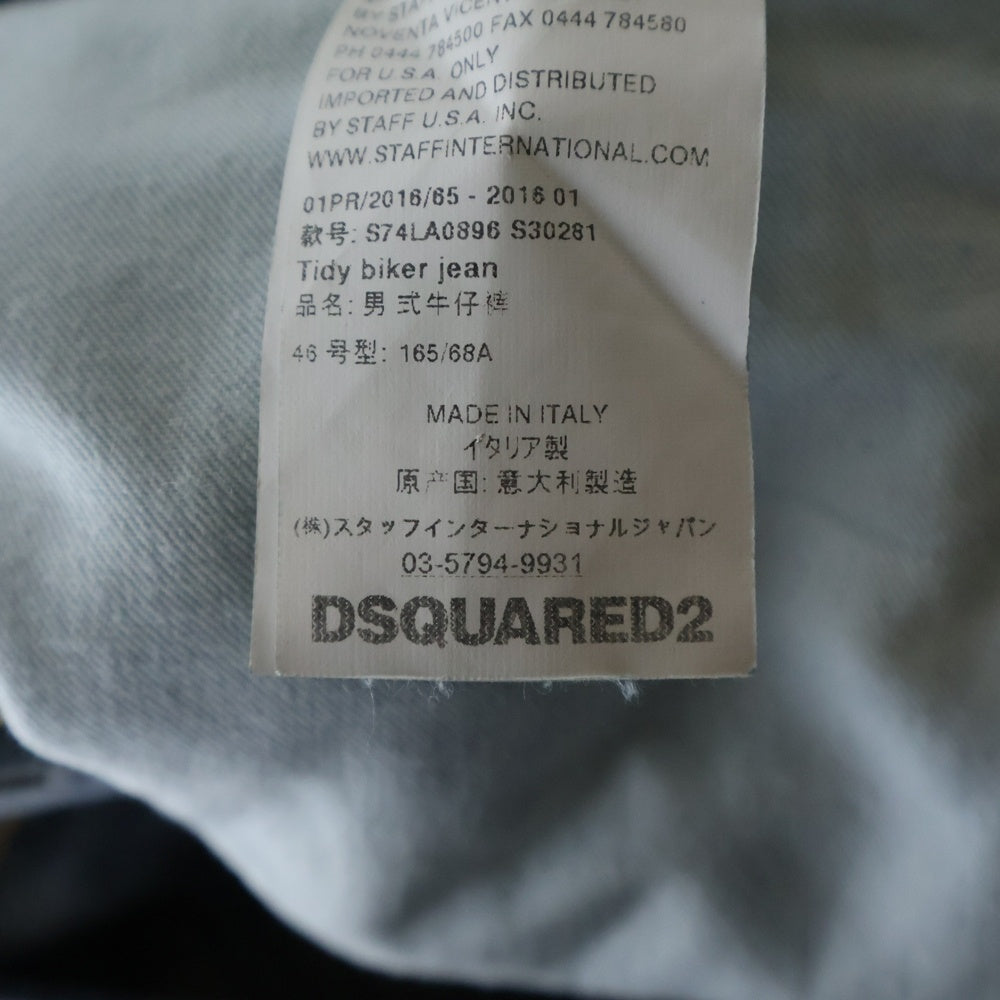 BY STAF
NOVENTA VICENT
PH 0444 784500 FAX 0444 784580
FOR U.S.A. ONLY
IMPORTED AND DISTRIBUTED
BY STAFF U.S.A. INC.
WWW.STAFFINTERNATIONAL.COM
01PR/2016/65 - 2016 01
款号: S74LA0896 S30281
Tidy biker jean
品名: 男式牛仔裤
46 号型: 165/68A
MADE IN ITALY
イタリア製
原产国: 意大利製造
(株)スタッフインターナショナルジャパン
03-5794-9931
DSQUARED2